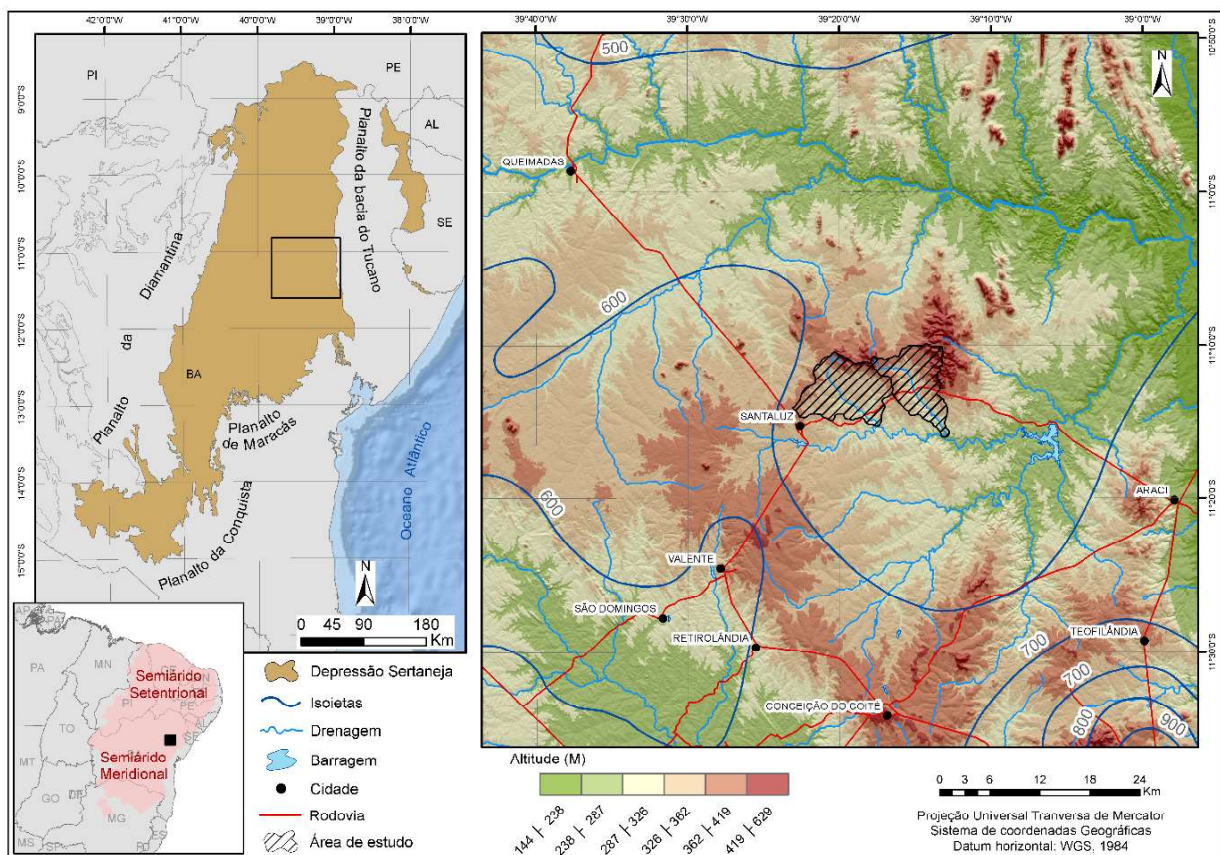 42°0'0"W 41°0'0"W 40°0'0"W 39°0'0"W 38°0'0"W
9°0'0"S
10°0'0"S
11°0'0"S
12°0'0"S
13°0'0"S
14°0'0"S
15°0'0"S
PI
PE
AL
SE
BA
Planalto da bacia do Tucano
Planalto da Diamantina
Planalto
de Maracás
Planalto da Conquista
Oceano Atlântico
N
0 45 90 180
Km
39°40'0"W 39°30'0"W 39°20'0"W 39°10'0"W 39°0'0"W
11°0'0"S
11°10'0"S
11°20'0"S
11°30'0"S
N
500
600
600
700
700
800
900
QUEIMADAS
SANTALUZ
ARACI
VALENTE
SÃO DOMINGOS
RETIROLÂNDIA
TEOFILÂNDIA
CONCEIÇÃO DO COITÉ
PA
MN
PI
PE
AL
SE
TO
MT
GO
MG
MS
SP
ES
Semiárido
Setentrional
Semiárido
Meridional
Depressão Sertaneja
Isoietas
Drenagem
Barragem
Cidade
Rodovia
Área de estudo
Altitude (M)
144 - 238
238 - 287
287 - 326
326 - 362
362 - 419
419 - 629
0 3 6 12 18 24
Km
Projeção Universal Tranversa de Mercator
Sistema de coordenadas Geográficas
Datum horizontal: WGS, 1984